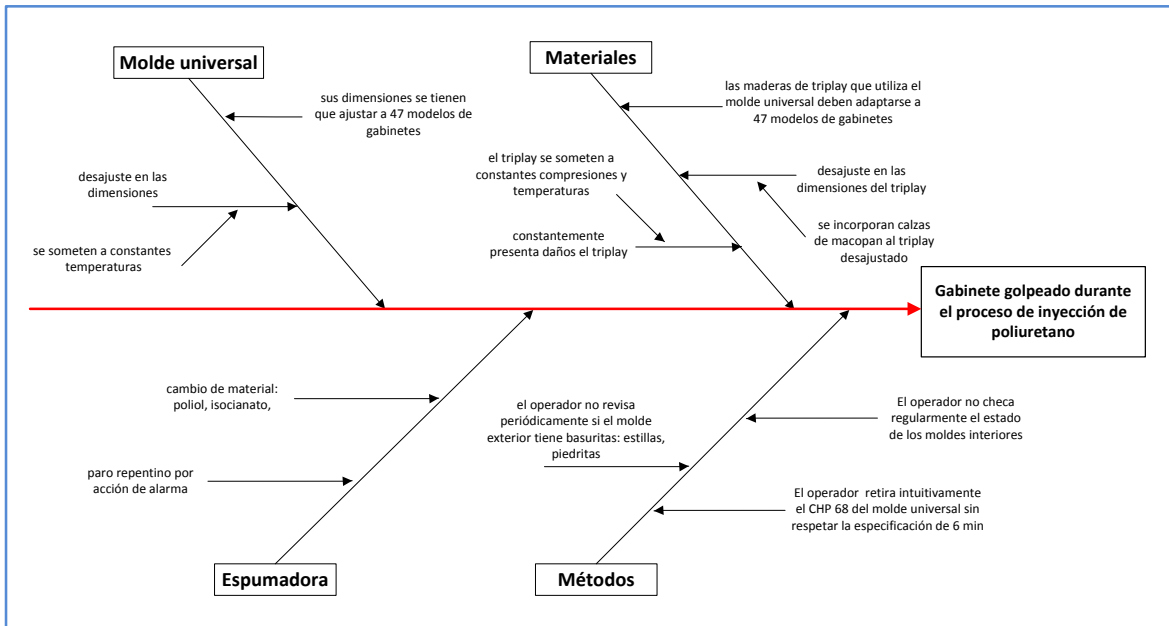 Molde universal
sus dimensiones se tienen
que ajustar a 47 modelos de
gabinetes
desajuste en las
dimensiones
se someten a constantes
temperaturas
Materiales
las maderas de triplay que utiliza el
molde universal deben adaptarse a
47 modelos de gabinetes
el triplay se someten a
constantes compresiones y
temperaturas
desajuste en las
dimensiones del triplay
constantemente
presenta daños el triplay
se incorporan calzas
de macopan al triplay
desajustado
Gabinete golpeado durante
el proceso de inyección de
poliuretano
cambio de material:
poliol, isocianato,
paro repentino por
acción de alarma
Espumadora
el operador no revisa
periódicamente si el molde
exterior tiene basuritas: estillas,
piedritas
El operador no checa
regularmente el estado
de los moldes interiores
El operador  retira intuitivamente
el CHP 68 del molde universal sin
respetar la especificación de 6 min
Métodos